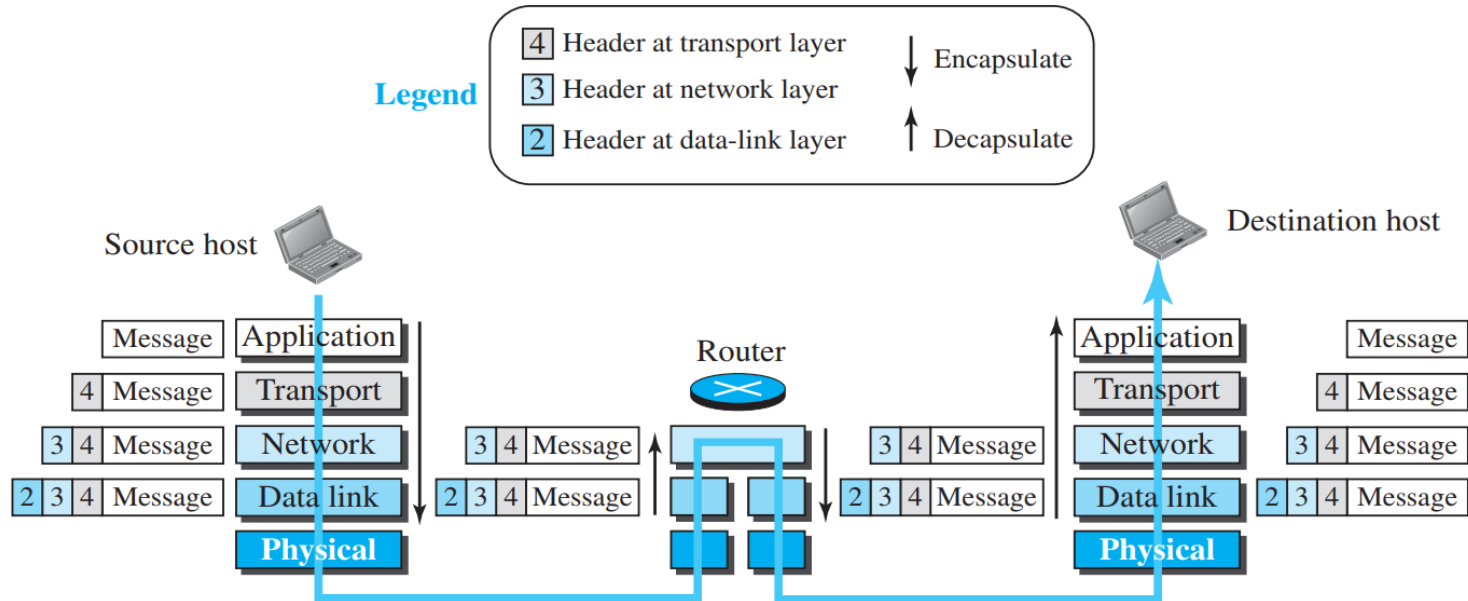 4 Header at transport layer
Encapsulate
Legend
3 Header at network layer
2 Header at data-link layer
Decapsulate
Source host
Destination host
Message Application
Application Message
Router
4 Message Transport
Transport 4 Message
3 4 Message Network
3 4 Message
3 4 Message
Network 3 4 Message
2 3 4 Message Data link
2 3 4 Message
2 3 4 Message
Data link 2 3 4 Message
Physical
Physical